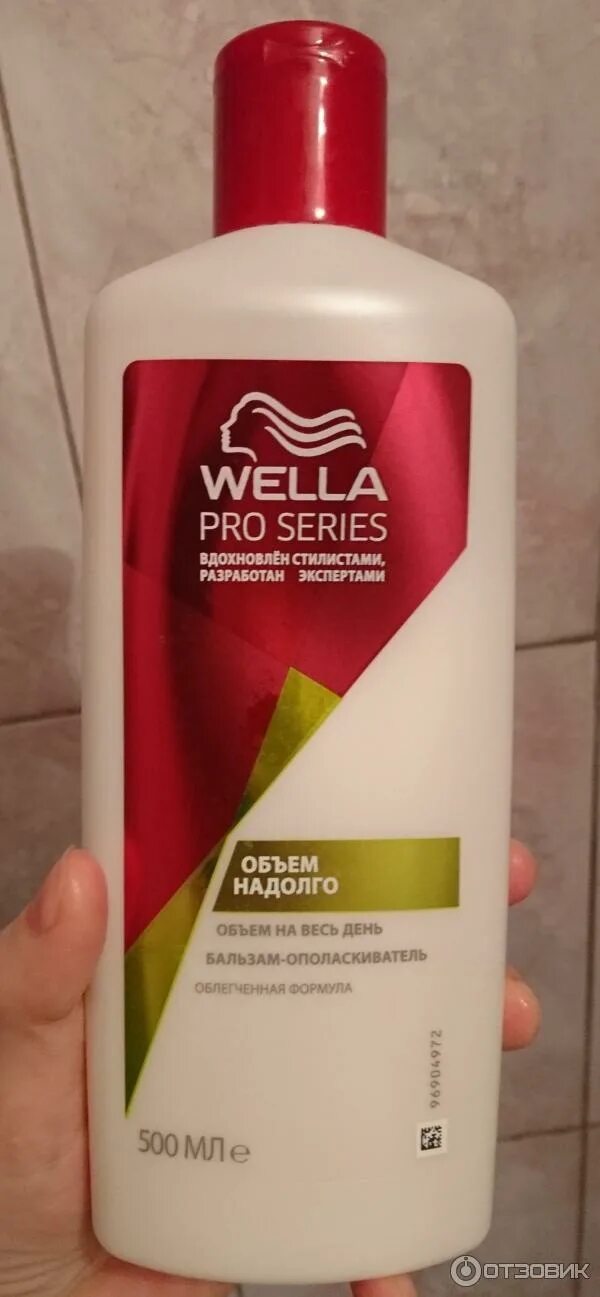 WELLA
PRO SERIES
ВДОХНОВЛЁН СТИЛИСТАМИ,
РАЗРАБОТАН ЭКСПЕРТАМИ
ОБЪЕМ
НАДОЛГО
ОБЪЕМ НА ВЕСЬ ДЕНЬ
БАЛЬЗАМ-ОПОЛАСКИВАТЕЛЬ
ОБЛЕГЧЕННАЯ ФОРМУЛА
96904972
500 МЛ ℮
ОТЗОВИК